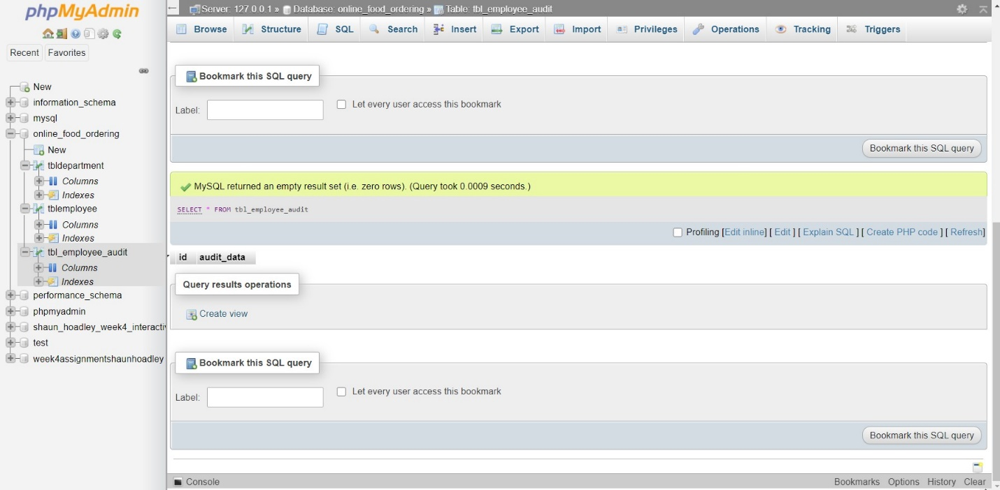 phpMyAdmin
Recent Favorites
New
information_schema
mysql
online_food_ordering
New
tbldepartment
Columns
Indexes
tblemployee
Columns
Indexes
tbl_employee_audit
Columns
Indexes
performance_schema
phpmyadmin
shaun_hoadley_week4_interacti
test
week4assignmentshaunhoadley
Server: 127.0.0.1 » Database: online_food_ordering » Table: tbl_employee_audit
Browse Structure SQL Search Insert Export Import Privileges Operations Tracking Triggers
Bookmark this SQL query
Label: Let every user access this bookmark
Bookmark this SQL query
MySQL returned an empty result set (i.e. zero rows). (Query took 0.0009 seconds.)
SELECT * FROM tbl_employee_audit
Profiling [Edit inline] [ Edit ] [ Explain SQL ] [ Create PHP code ] [ Refresh]
id audit_data
Query results operations
Create view
Bookmark this SQL query
Label: Let every user access this bookmark
Bookmark this SQL query
Console Bookmarks Options History Clear